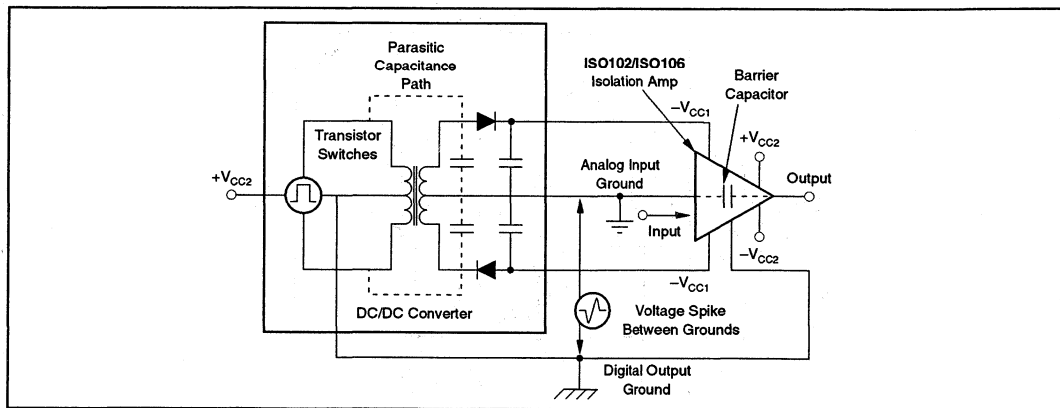 Parasitic
Capacitance
Path
Transistor
Switches
+VCC2
DC/DC Converter
ISO102/ISO106
Isolation Amp
Barrier
Capacitor
–VCC1
+VCC2
Analog Input
Ground
Output
Input
–VCC2
–VCC1
Voltage Spike
Between Grounds
Digital Output
Ground